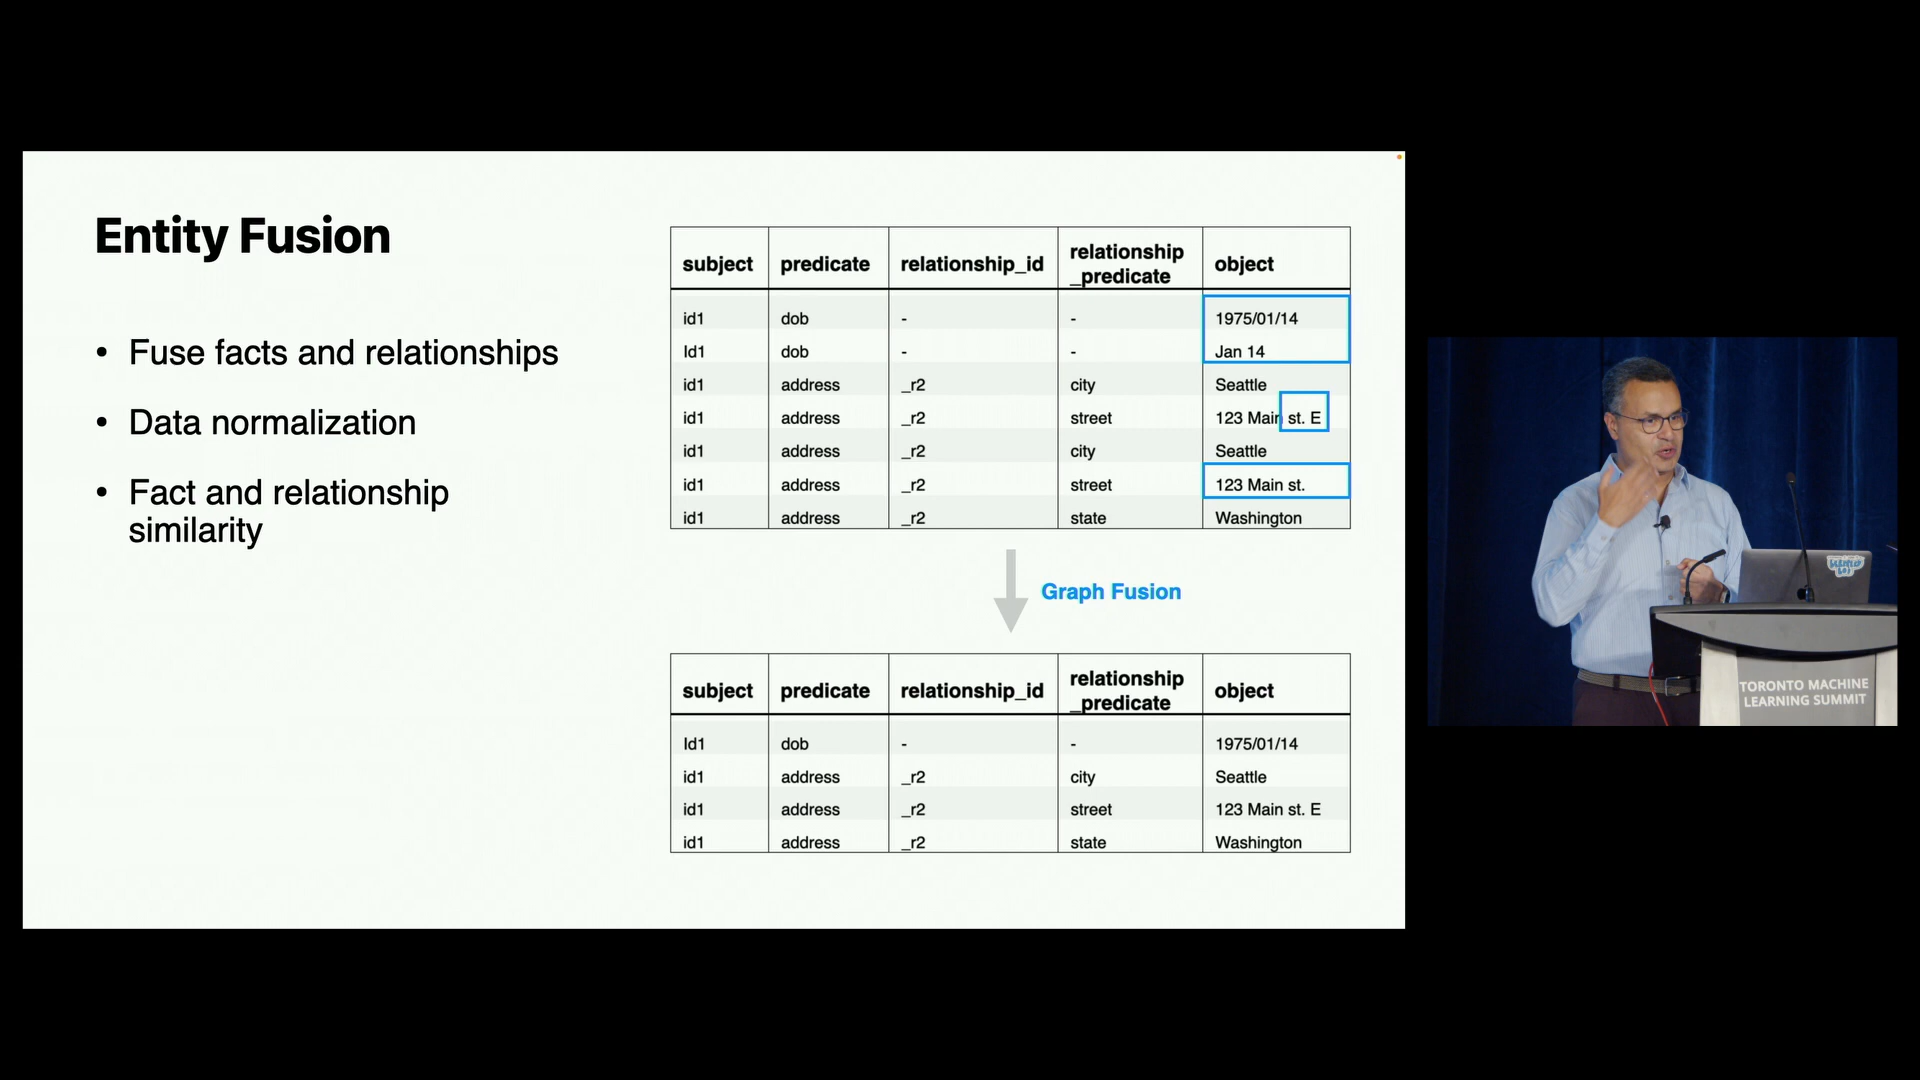 Entity Fusion
• Fuse facts and relationships
• Data normalization
• Fact and relationship
similarity
subject predicate relationship_id relationship_predicate object
id1 dob - - 1975/01/14
Id1 dob - - Jan 14
id1 address _r2 city Seattle
id1 address _r2 street 123 Main st. E
id1 address _r2 city Seattle
id1 address _r2 street 123 Main st.
id1 address _r2 state Washington
Graph Fusion
subject predicate relationship_id relationship_predicate object
Id1 dob - - 1975/01/14
id1 address _r2 city Seattle
id1 address _r2 street 123 Main st. E
id1 address _r2 state Washington
TORONTO MACHINE
LEARNING SUMMIT